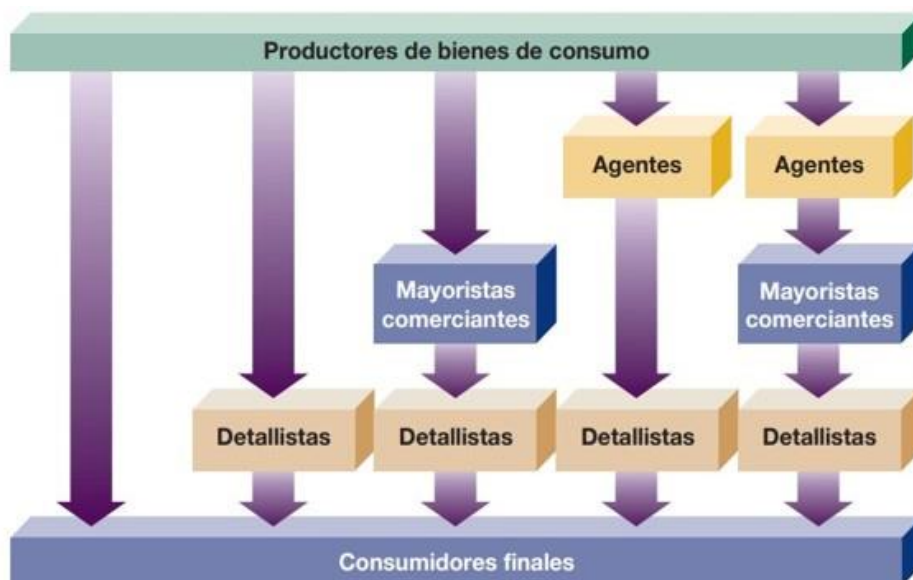 Productores de bienes de consumo
Agentes
Agentes
Mayoristas
comerciantes
Mayoristas
comerciantes
Detallistas
Detallistas
Detallistas
Detallistas
Consumidores finales